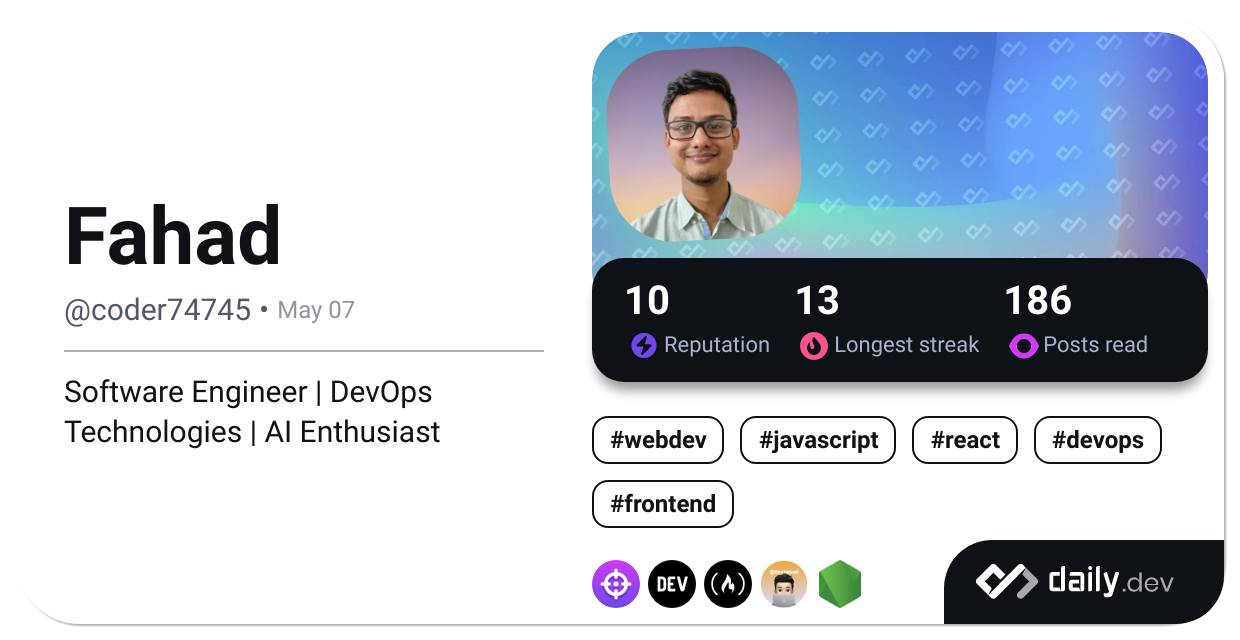 Fahad
@coder74745 • May 07
Software Engineer | DevOps
Technologies | AI Enthusiast
10
Reputation
13
Longest streak
186
Posts read
#webdev #javascript #react #devops
#frontend
DEV
daily.dev